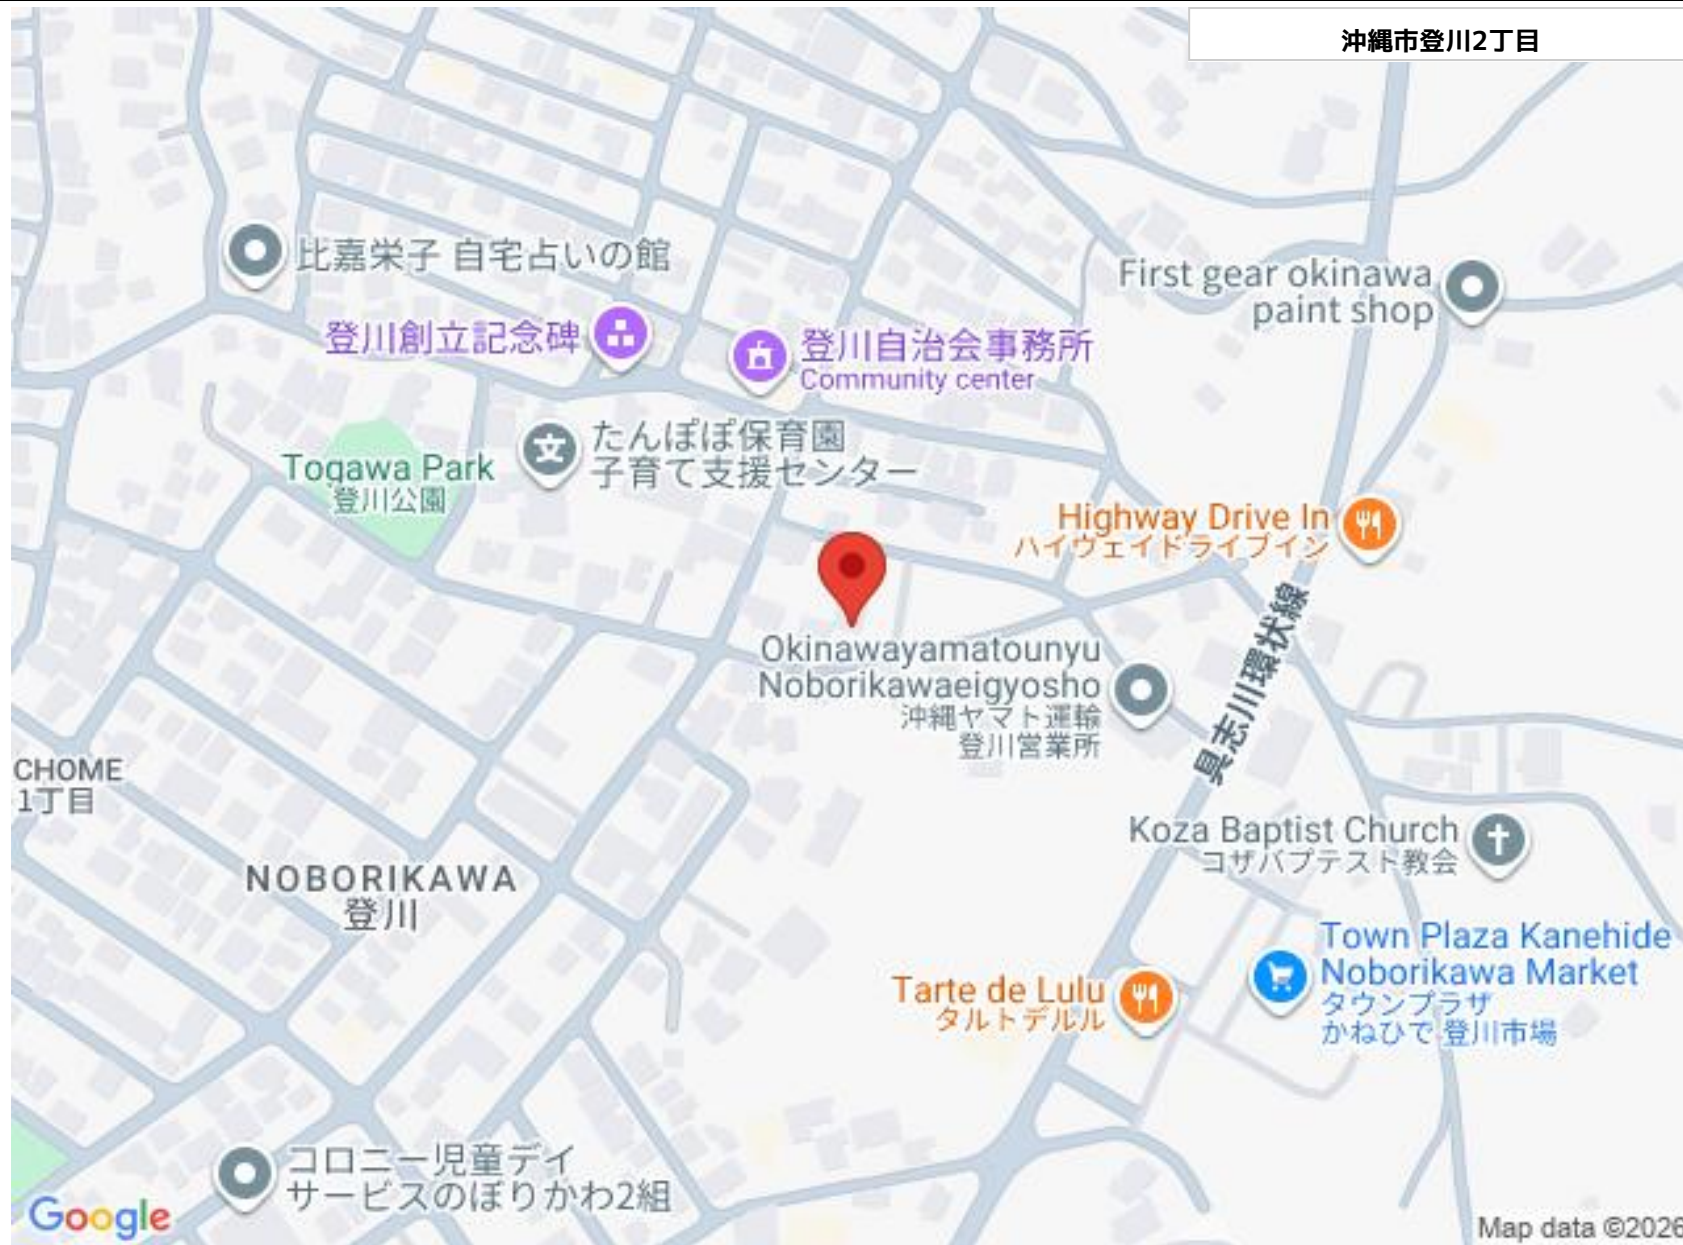 沖縄市登川2丁目
比嘉栄子 自宅占いの館
First gear okinawa
paint shop
登川創立記念碑
登川自治会事務所
Community center
たんぽぽ保育園
子育て支援センター
Togawa Park
登川公園
Highway Drive In
ハイウェイドライブイン
具志川環状線
Okinawayamatounyu
Noborikawaeigyosho
沖縄ヤマト運輸
登川営業所
CHOME
1丁目
Koza Baptist Church
コザバプテスト教会
NOBORIKAWA
登川
Town Plaza Kanehide
Noborikawa Market
タウンプラザ
かねひで 登川市場
Tarte de Lulu
タルトデルル
コロニー児童デイ
サービスのぼりかわ2組
Google
Map data ©2026